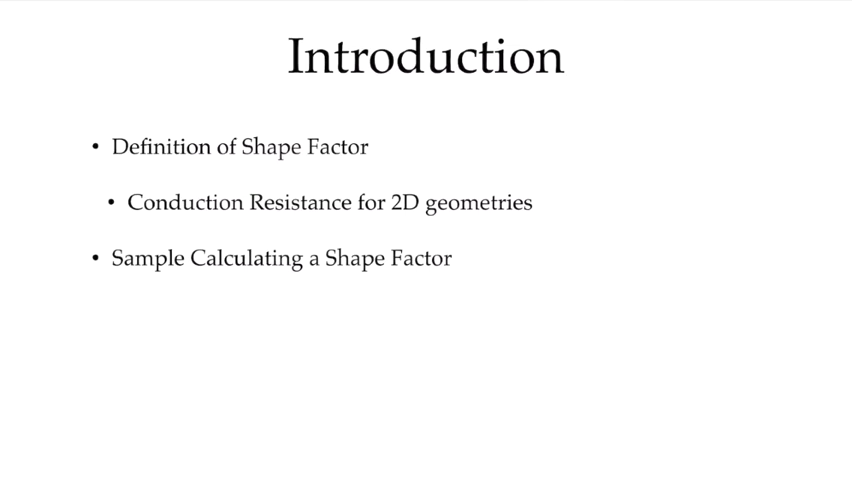 Introduction
• Definition of Shape Factor
• Conduction Resistance for 2D geometries
• Sample Calculating a Shape Factor